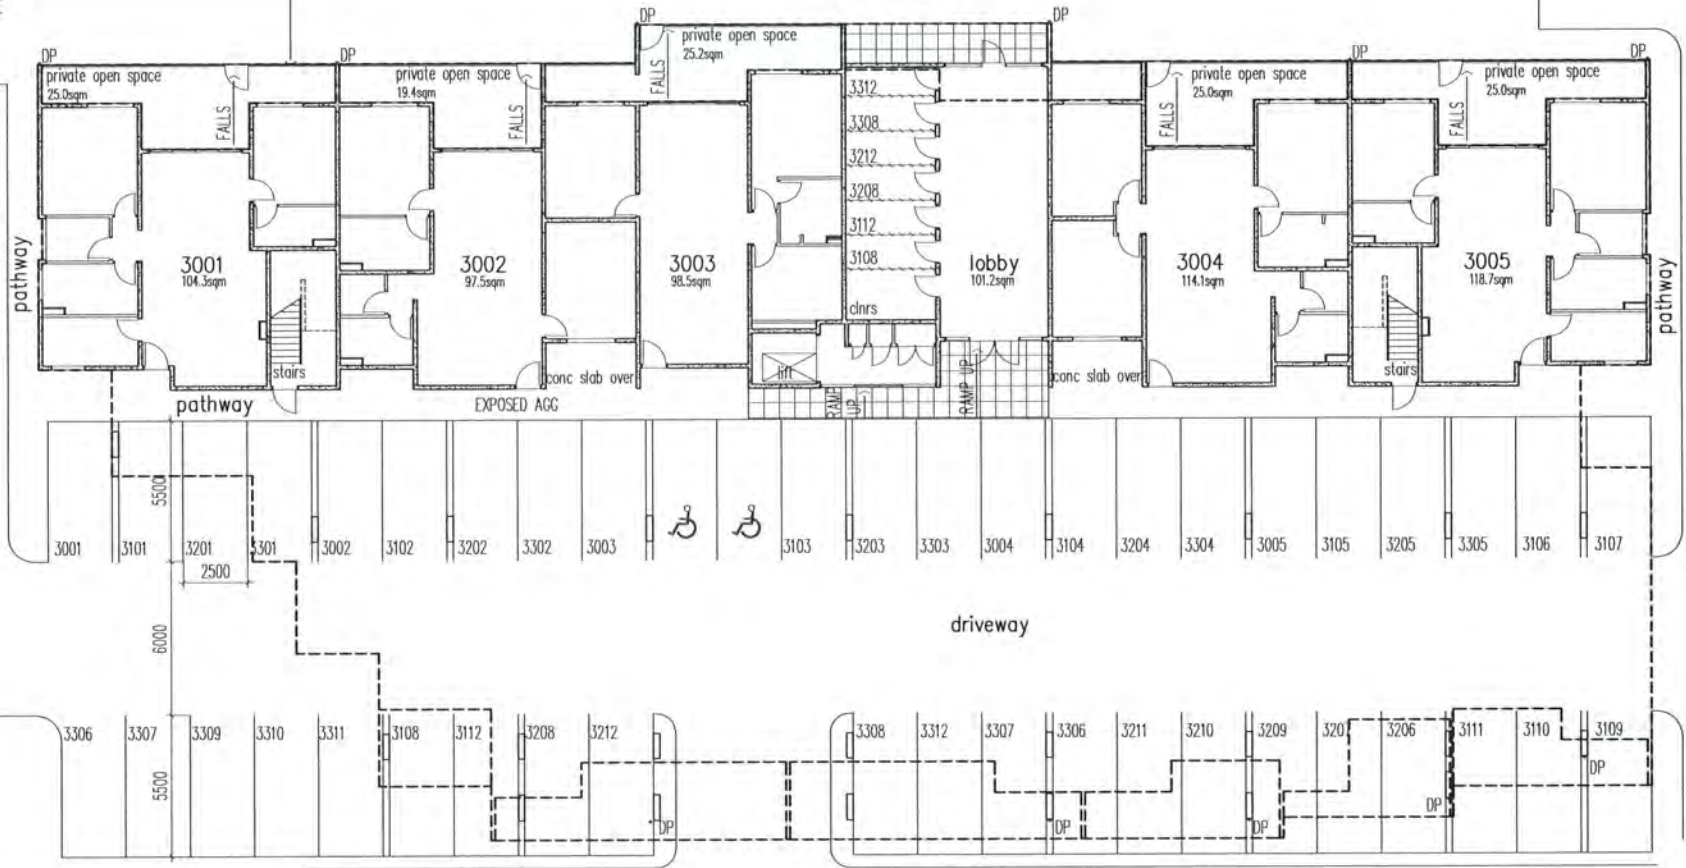 DP
DP
DP
DP
DP
DP
private open space
25.0sqm
private open space
19.4sqm
private open space
25.2sqm
private open space
25.0sqm
private open space
25.0sqm
FALLS
FALLS
FALLS
FALLS
FALLS
3312
3308
3212
3208
3112
3108
clnrs
pathway
3001
104.3sqm
3002
97.5sqm
3003
98.5sqm
lobby
101.2sqm
3004
114.1sqm
3005
118.7sqm
pathway
stairs
lift
stairs
conc slab over
conc slab over
pathway
EXPOSED AGG
RAMP UP
RAMP UP
5500
3001
3101
3201
3301
3002
3102
3202
3302
3003
3103
3203
3303
3004
3104
3204
3304
3005
3105
3205
3305
3106
3107
2500
6000
driveway
3306
3307
3309
3310
3311
3108
3112
3208
3212
3308
3312
3307
3306
3211
3210
3209
3206
3111
3110
3109
5500
DP
DP
DP
DP
DP